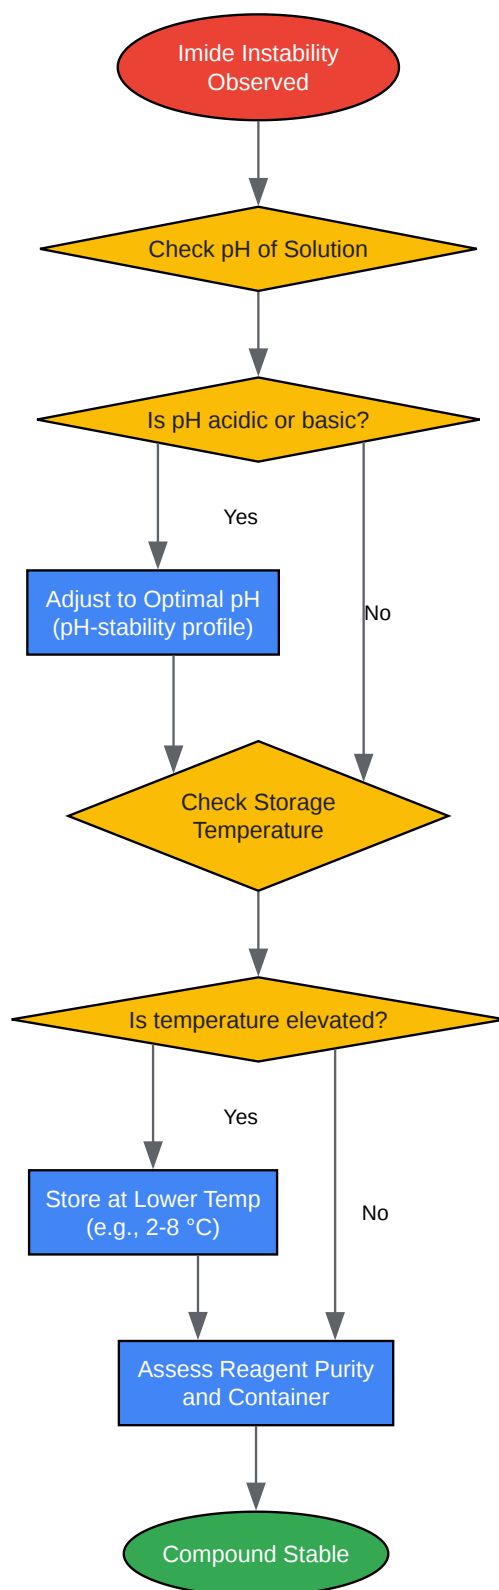 Imide Instability
Observed
Check pH of Solution
Is pH acidic or basic?
Yes
Adjust to Optimal pH
(pH-stability profile)
No
Check Storage
Temperature
Is temperature elevated?
Yes
Store at Lower Temp
(e.g., 2-8 °C)
No
Assess Reagent Purity
and Container
Compound Stable